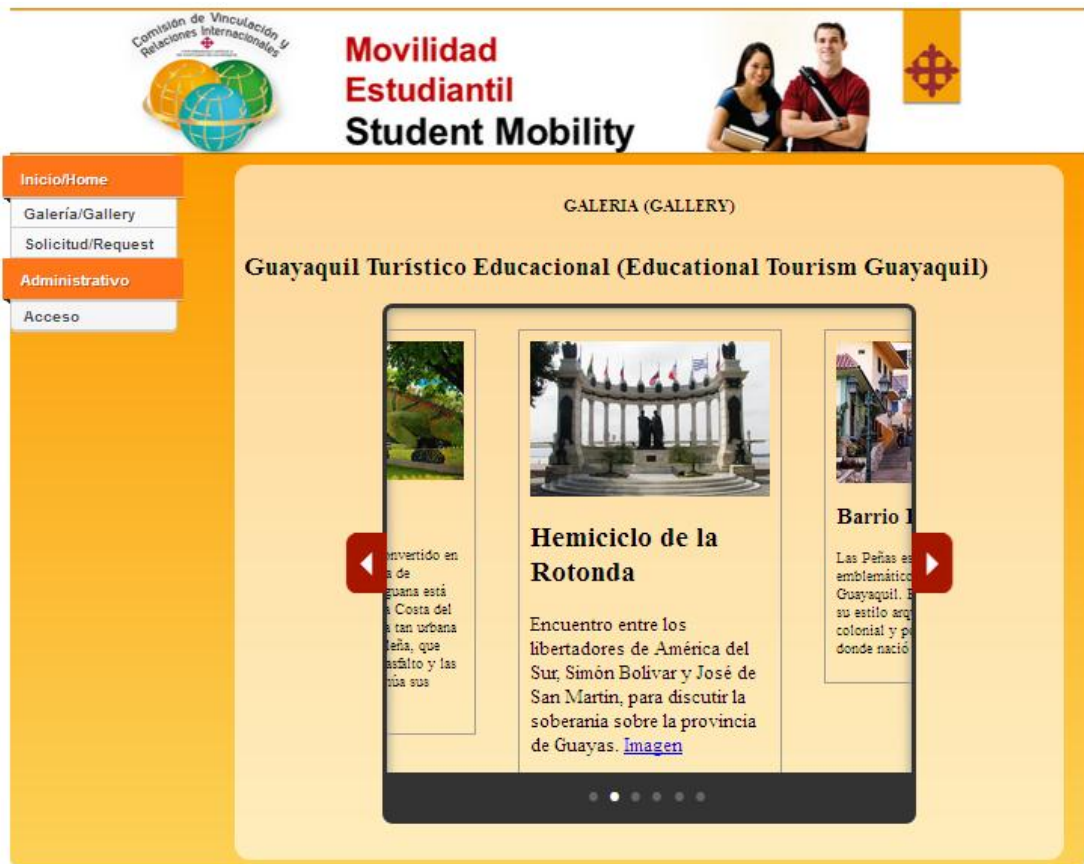 Comisión de Vinculación y
Relaciones Internacionales
Movilidad
Estudiantil
Student Mobility
Inicio/Home
Galería/Gallery
Solicitud/Request
Administrativo
Acceso
GALERIA (GALLERY)
Guayaquil Turístico Educacional (Educational Tourism Guayaquil)
nvertido en
a de
guana está
a Costa del
a tan urbana
leña, que
asfalto y las
núa sus
Hemiciclo de la
Rotonda
Encuentro entre los
libertadores de América del
Sur, Simón Bolivar y José de
San Martin, para discutir la
soberania sobre la provincia
de Guayas. Imagen
Barrio
Las Peñas es
emblemático
Guayaquil.
su estilo arq
colonial y p
donde nació